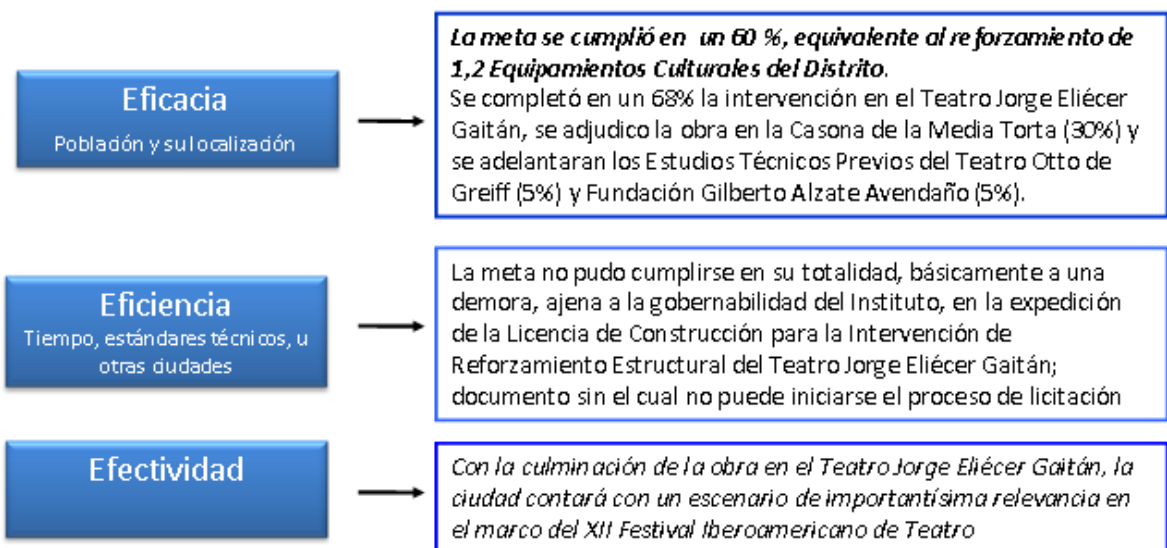 Eficacia
Población y su localización
La meta se cumplió en un 60 %, equivalente al reforzamiento de
1,2 Equipamientos Culturales del Distrito.
Se completó en un 68% la intervención en el Teatro Jorge Eliécer
Gaitán, se adjudico la obra en la Casona de la Media Torta (30%) y
se adelantaran los Estudios Técnicos Previos del Teatro Otto de
Greiff (5%) y Fundación Gilberto Alzate Avendaño (5%).
Eficiencia
Tiempo, estándares técnicos, u
otras ciudades
La meta no pudo cumplirse en su totalidad, básicamente a una
demora, ajena a la gobernabilidad del Instituto, en la expedición
de la Licencia de Construcción para la Intervención de
Reforzamiento Estructural del Teatro Jorge Eliécer Gaitán;
documento sin el cual no puede iniciarse el proceso de licitación
Efectividad
Con la culminación de la obra en el Teatro Jorge Eliécer Gaitán, la
ciudad contará con un escenario de importantísima relevancia en
el marco del XII Festival Iberoamericano de Teatro